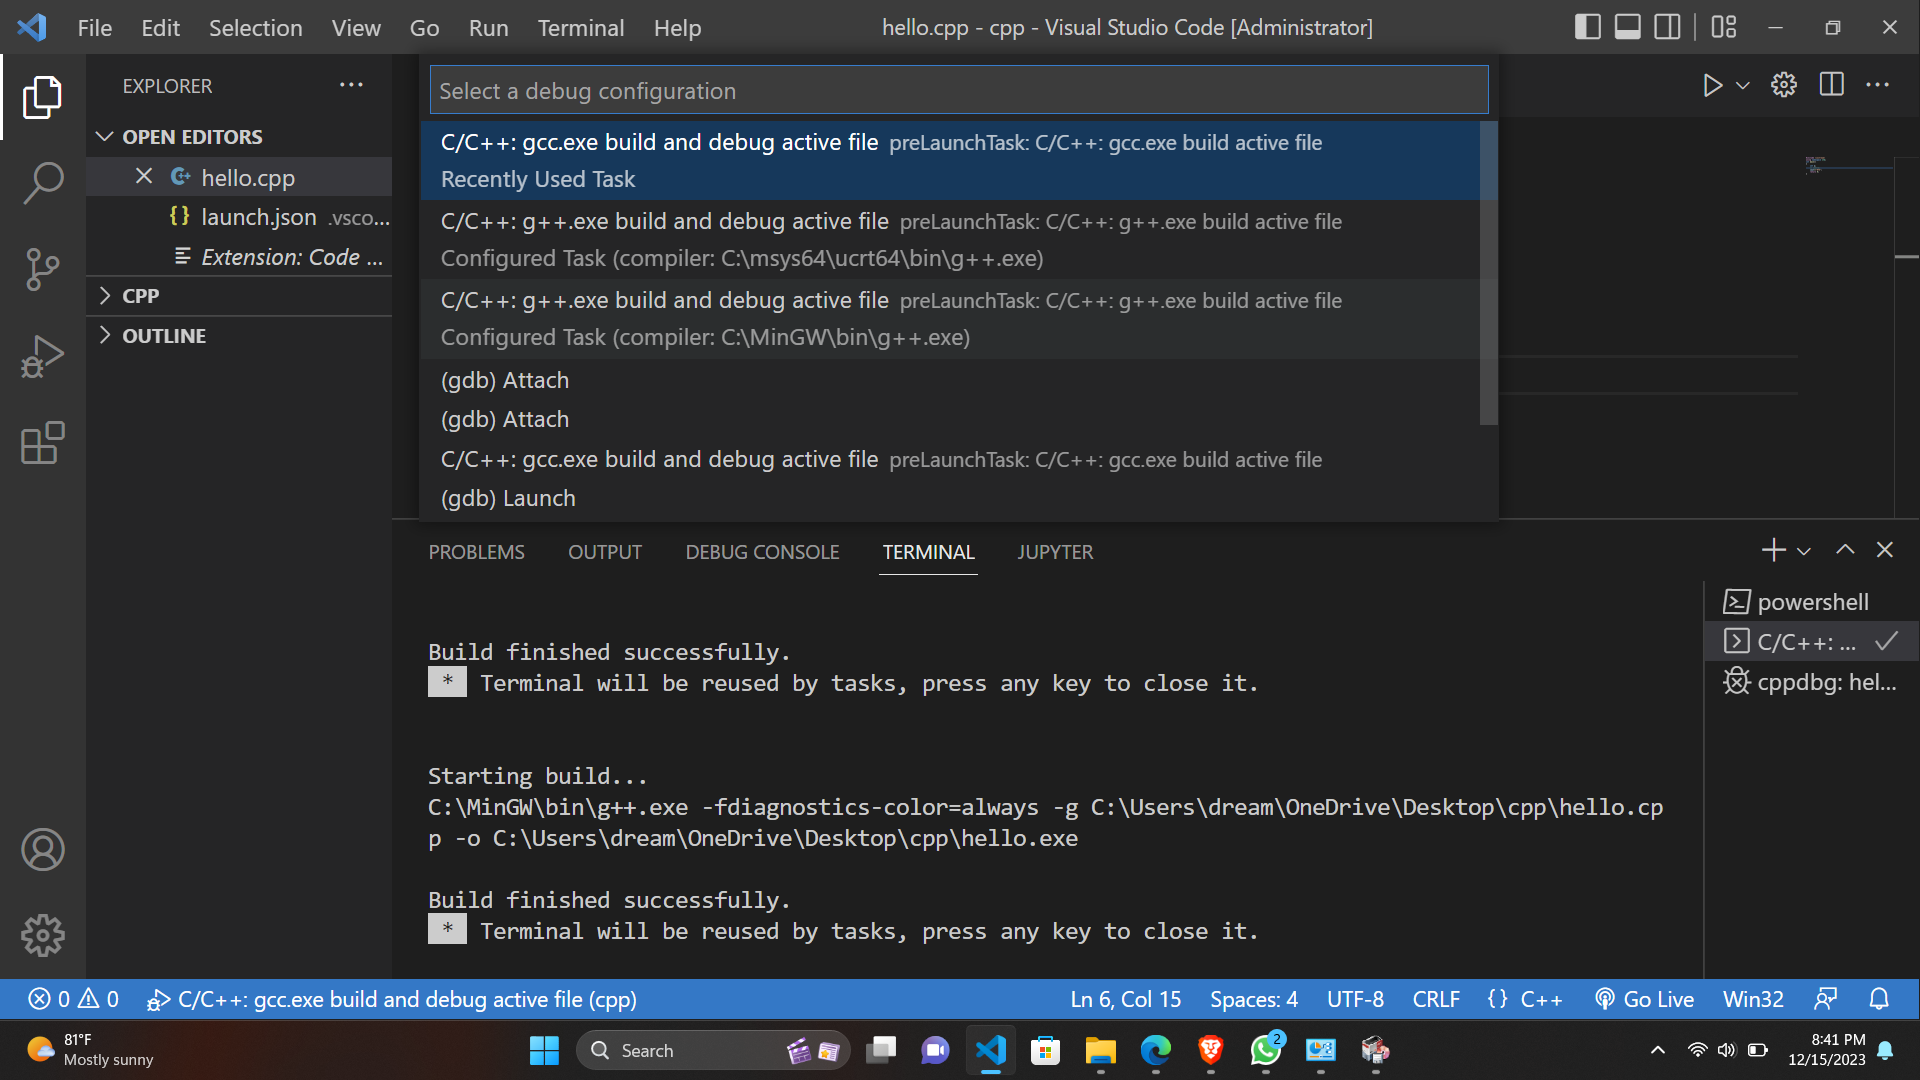 File Edit Selection View Go Run Terminal Help
hello.cpp - cpp - Visual Studio Code [Administrator]
EXPLORER
OPEN EDITORS
hello.cpp
launch.json .vsco...
Extension: Code ...
CPP
OUTLINE
Select a debug configuration
C/C++: gcc.exe build and debug active file preLaunchTask: C/C++: gcc.exe build active file
Recently Used Task
C/C++: g++.exe build and debug active file preLaunchTask: C/C++: g++.exe build active file
Configured Task (compiler: C:\msys64\ucrt64\bin\g++.exe)
C/C++: g++.exe build and debug active file preLaunchTask: C/C++: g++.exe build active file
Configured Task (compiler: C:\MinGW\bin\g++.exe)
(gdb) Attach
(gdb) Attach
C/C++: gcc.exe build and debug active file preLaunchTask: C/C++: gcc.exe build active file
(gdb) Launch
PROBLEMS OUTPUT DEBUG CONSOLE TERMINAL JUPYTER
Build finished successfully.
* Terminal will be reused by tasks, press any key to close it.
Starting build...
C:\MinGW\bin\g++.exe -fdiagnostics-color=always -g C:\Users\dream\OneDrive\Desktop\cpp\hello.cp
p -o C:\Users\dream\OneDrive\Desktop\cpp\hello.exe
Build finished successfully.
* Terminal will be reused by tasks, press any key to close it.
powershell
C/C++: ...
cppdbg: hel...
0 0 C/C++: gcc.exe build and debug active file (cpp)
Ln 6, Col 15 Spaces: 4 UTF-8 CRLF {} C++ Go Live Win32
81°F
Mostly sunny
Search
2
8:41 PM
12/15/2023